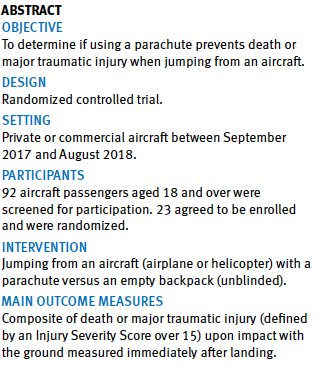 ABSTRACT
OBJECTIVE
To determine if using a parachute prevents death or
major traumatic injury when jumping from an aircraft.
DESIGN
Randomized controlled trial.
SETTING
Private or commercial aircraft between September
2017 and August 2018.
PARTICIPANTS
92 aircraft passengers aged 18 and over were
screened for participation. 23 agreed to be enrolled
and were randomized.
INTERVENTION
Jumping from an aircraft (airplane or helicopter) with a
parachute versus an empty backpack (unblinded).
MAIN OUTCOME MEASURES
Composite of death or major traumatic injury (defined
by an Injury Severity Score over 15) upon impact with
the ground measured immediately after landing.